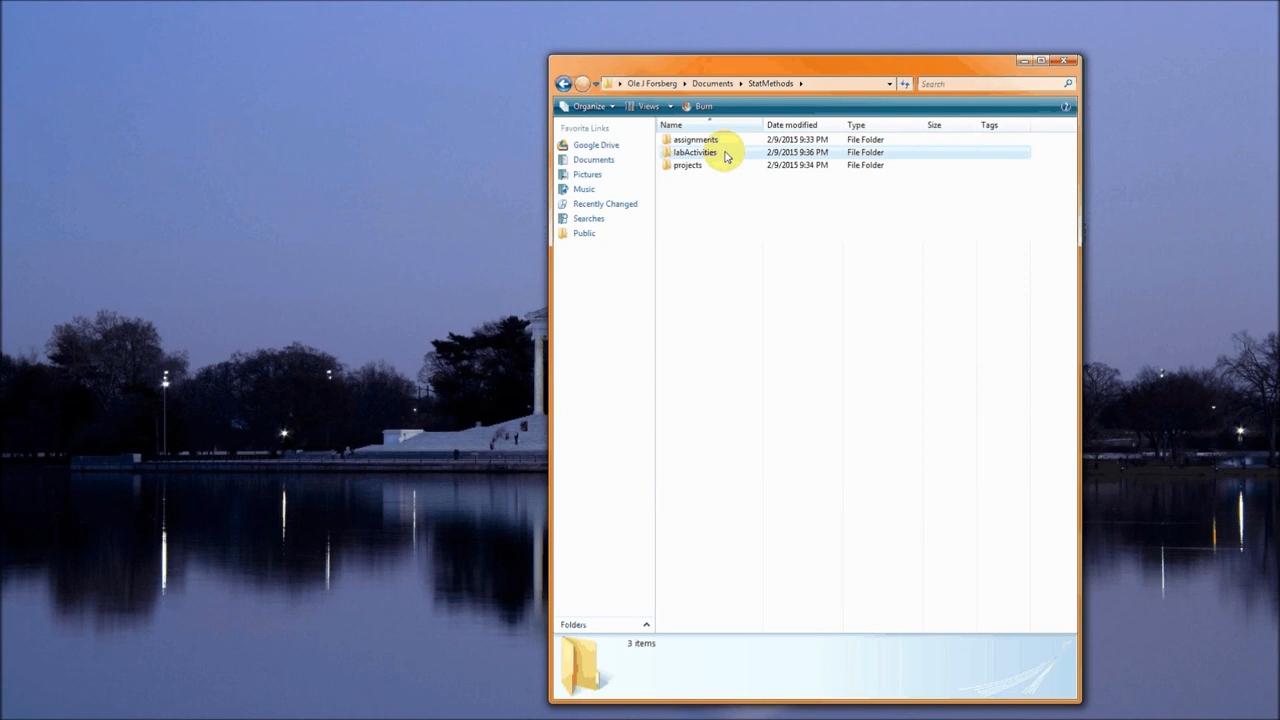 Ole J Forsberg Documents StatMethods Search
Organize Views Burn
Favorite Links
Google Drive
Documents
Pictures
Music
Recently Changed
Searches
Public
Folders
Name Date modified Type Size Tags
assignments 2/9/2015 9:33 PM File Folder
labActivities 2/9/2015 9:36 PM File Folder
projects 2/9/2015 9:34 PM File Folder
3 items